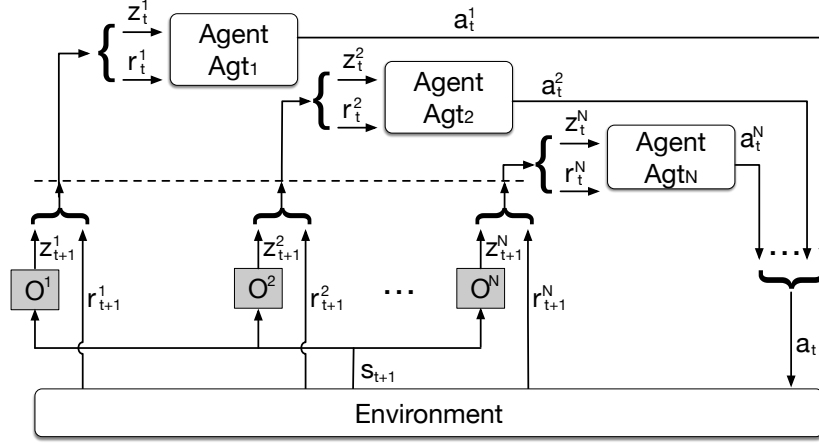 z_t^1
r_t^1
Agent
Agt₁
a_t^1
z_t^2
r_t^2
Agent
Agt₂
a_t^2
z_t^N
r_t^N
Agent
Agt_N
a_t^N
...
z_{t+1}^1
z_{t+1}^2
z_{t+1}^N
O^1
r_{t+1}^1
O^2
r_{t+1}^2
...
O^N
r_{t+1}^N
a_t
s_{t+1}
Environment